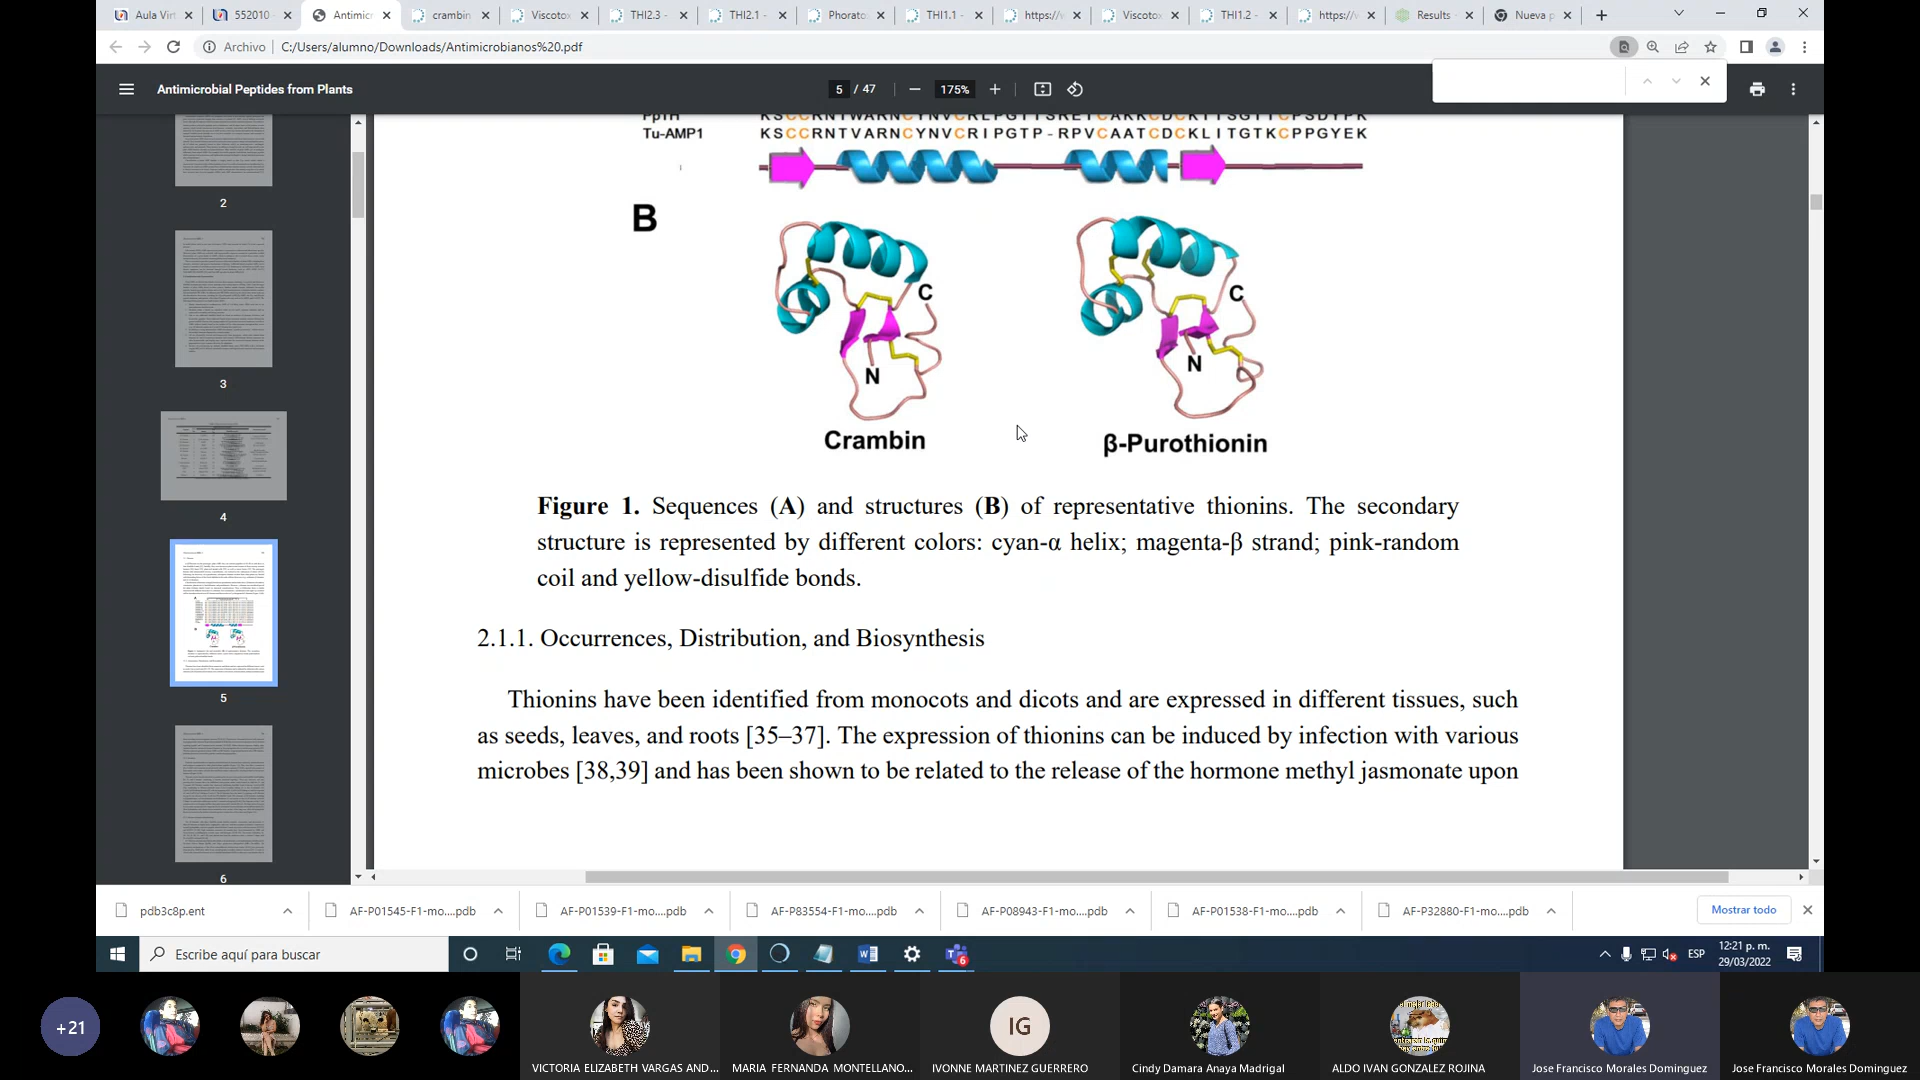 Aula Virt
552010 -
Antimicr
crambin
Viscotox
THI2.3 -
THI2.1 -
Phorato
THI1.1 -
https://w
Viscotox
THI1.2 -
https://v
Results -
Nueva p
Archivo
C:/Users/alumno/Downloads/Antimicrobianos%20.pdf
Antimicrobial Peptides from Plants
5 / 47
175%
2
3
4
5
6
Tu-AMP1 KSCCRNTVARNCYNVCRIPGTP-RPVCAATCDCKLITGTKCPPGYEK
B
C
N
Crambin
C
N
β-Purothionin
Figure 1. Sequences (A) and structures (B) of representative thionins. The secondary
structure is represented by different colors: cyan-α helix; magenta-β strand; pink-random
coil and yellow-disulfide bonds.
2.1.1. Occurrences, Distribution, and Biosynthesis
Thionins have been identified from monocots and dicots and are expressed in different tissues, such
as seeds, leaves, and roots [35–37]. The expression of thionins can be induced by infection with various
microbes [38,39] and has been shown to be related to the release of the hormone methyl jasmonate upon
pdb3c8p.ent
AF-P01545-F1-mo....pdb
AF-P01539-F1-mo....pdb
AF-P83554-F1-mo....pdb
AF-P08943-F1-mo....pdb
AF-P01538-F1-mo....pdb
AF-P32880-F1-mo....pdb
Mostrar todo
Escribe aquí para buscar
ESP
12:21 p. m.
29/03/2022
+21
IG
VICTORIA ELIZABETH VARGAS AND...
MARIA FERNANDA MONTELLANO...
IVONNE MARTINEZ GUERRERO
Cindy Damara Anaya Madrigal
ALDO IVAN GONZALEZ ROJINA
Jose Francisco Morales Dominguez
Jose Francisco Morales Dominguez